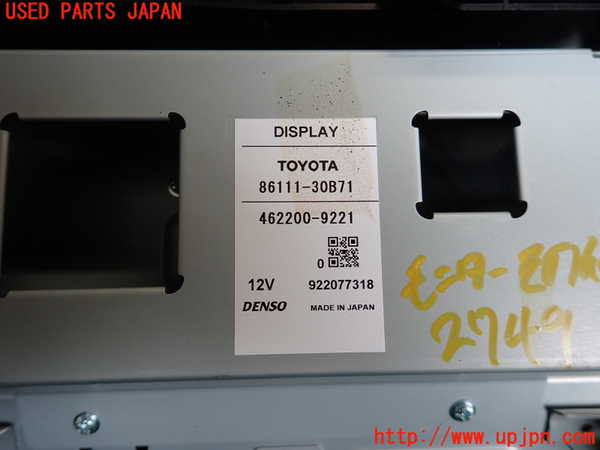 USED PARTS JAPAN
DISPLAY
TOYOTA
86111-30B71
462200-9221
0
12V 922077318
DENSO MADE IN JAPAN
モニター
2749
http://www.upjpn.com/